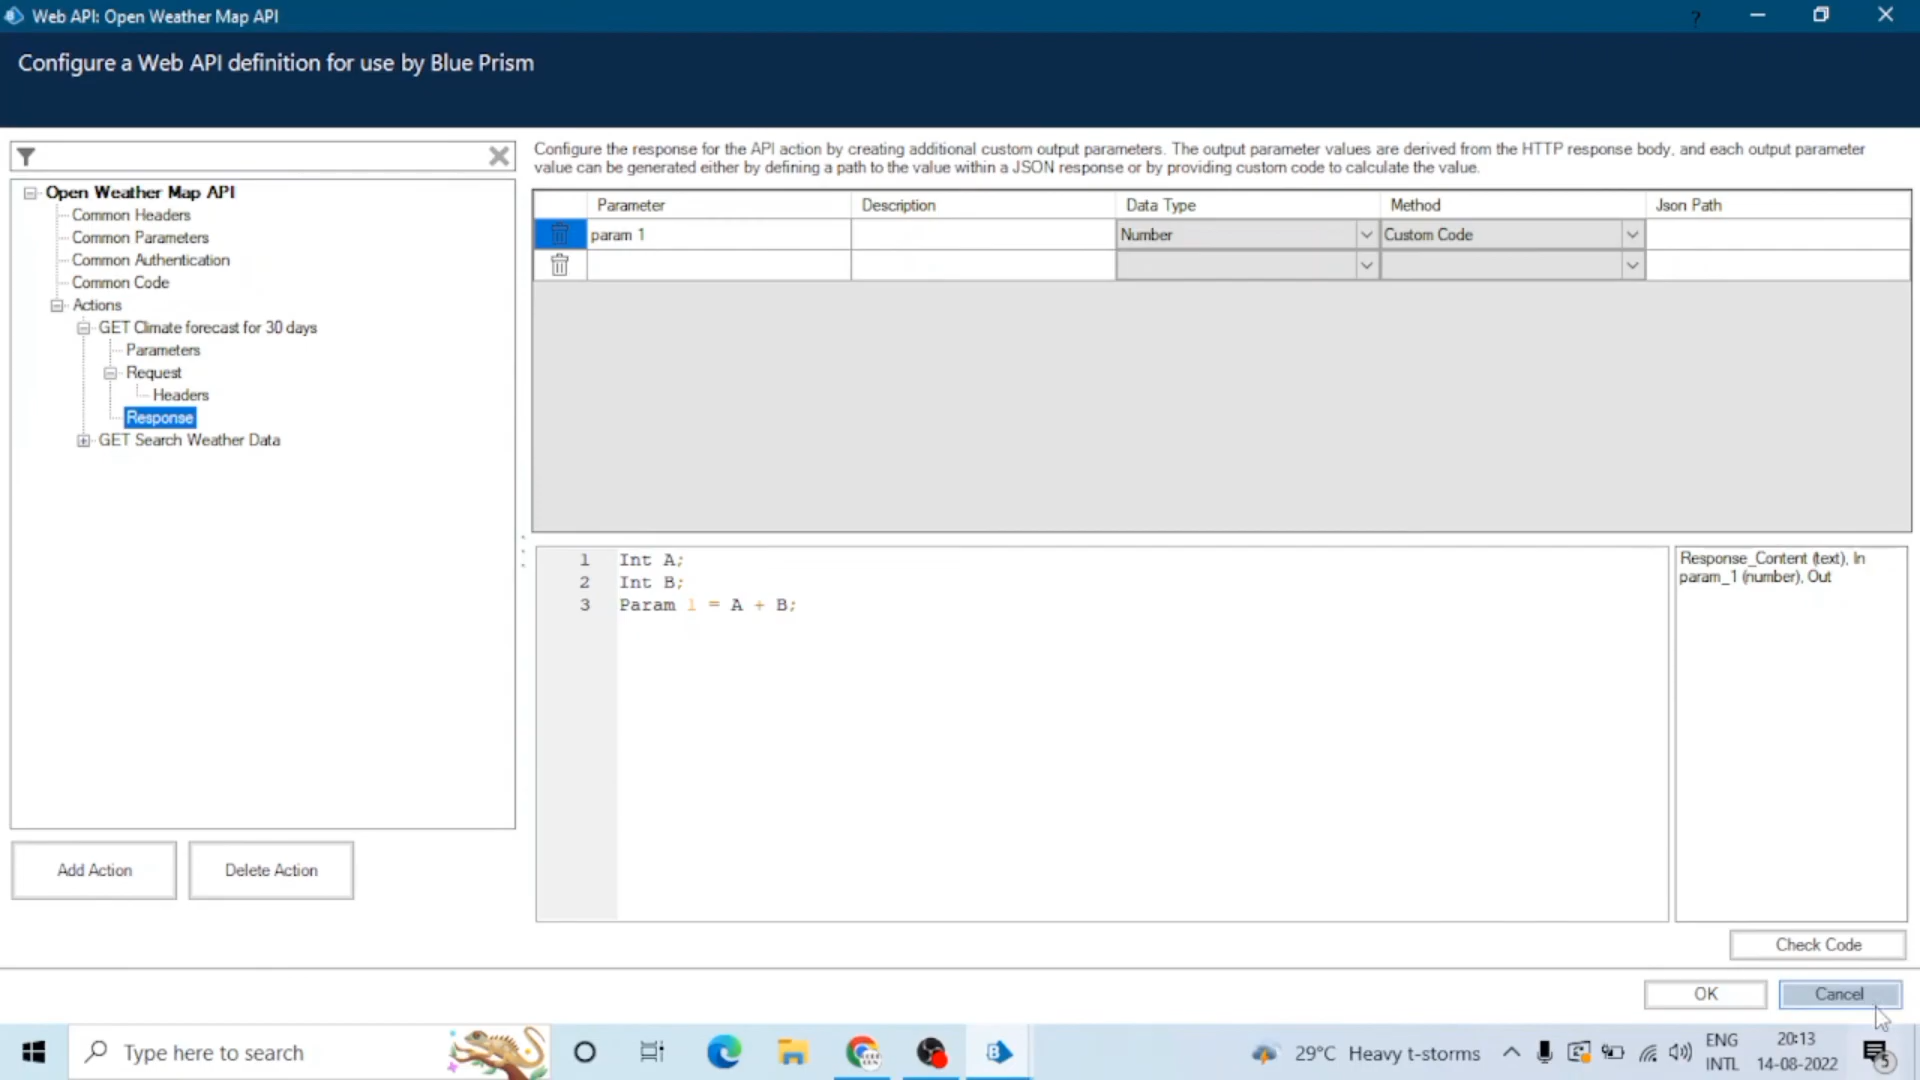 Web API: Open Weather Map API
?
Configure a Web API definition for use by Blue Prism
Configure the response for the API action by creating additional custom output parameters. The output parameter values are derived from the HTTP response body, and each output parameter
value can be generated either by defining a path to the value within a JSON response or by providing custom code to calculate the value.
Open Weather Map API
Common Headers
Common Parameters
Common Authentication
Common Code
Actions
GET Climate forecast for 30 days
Parameters
Request
Headers
Response
GET Search Weather Data
Add Action
Delete Action
Parameter Description Data Type Method Json Path
param 1 Number Custom Code
1 Int A;
2 Int B;
3 Param 1 = A + B;
Response_Content (text), In
param_1 (number), Out
Check Code
OK
Cancel
Type here to search
29°C Heavy t-storms
ENG
INTL
20:13
14-08-2022
5